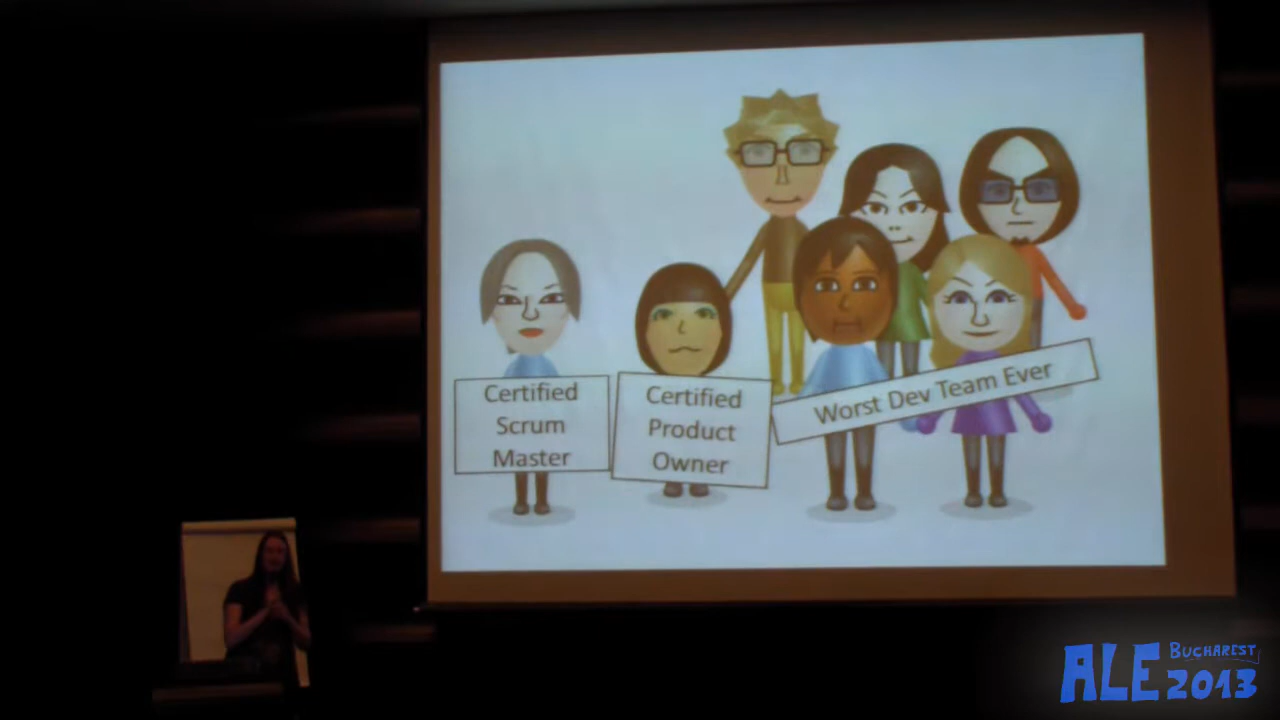 Certified
Scrum
Master
Certified
Product
Owner
Worst Dev Team Ever
ALE BUCHAREST
2013